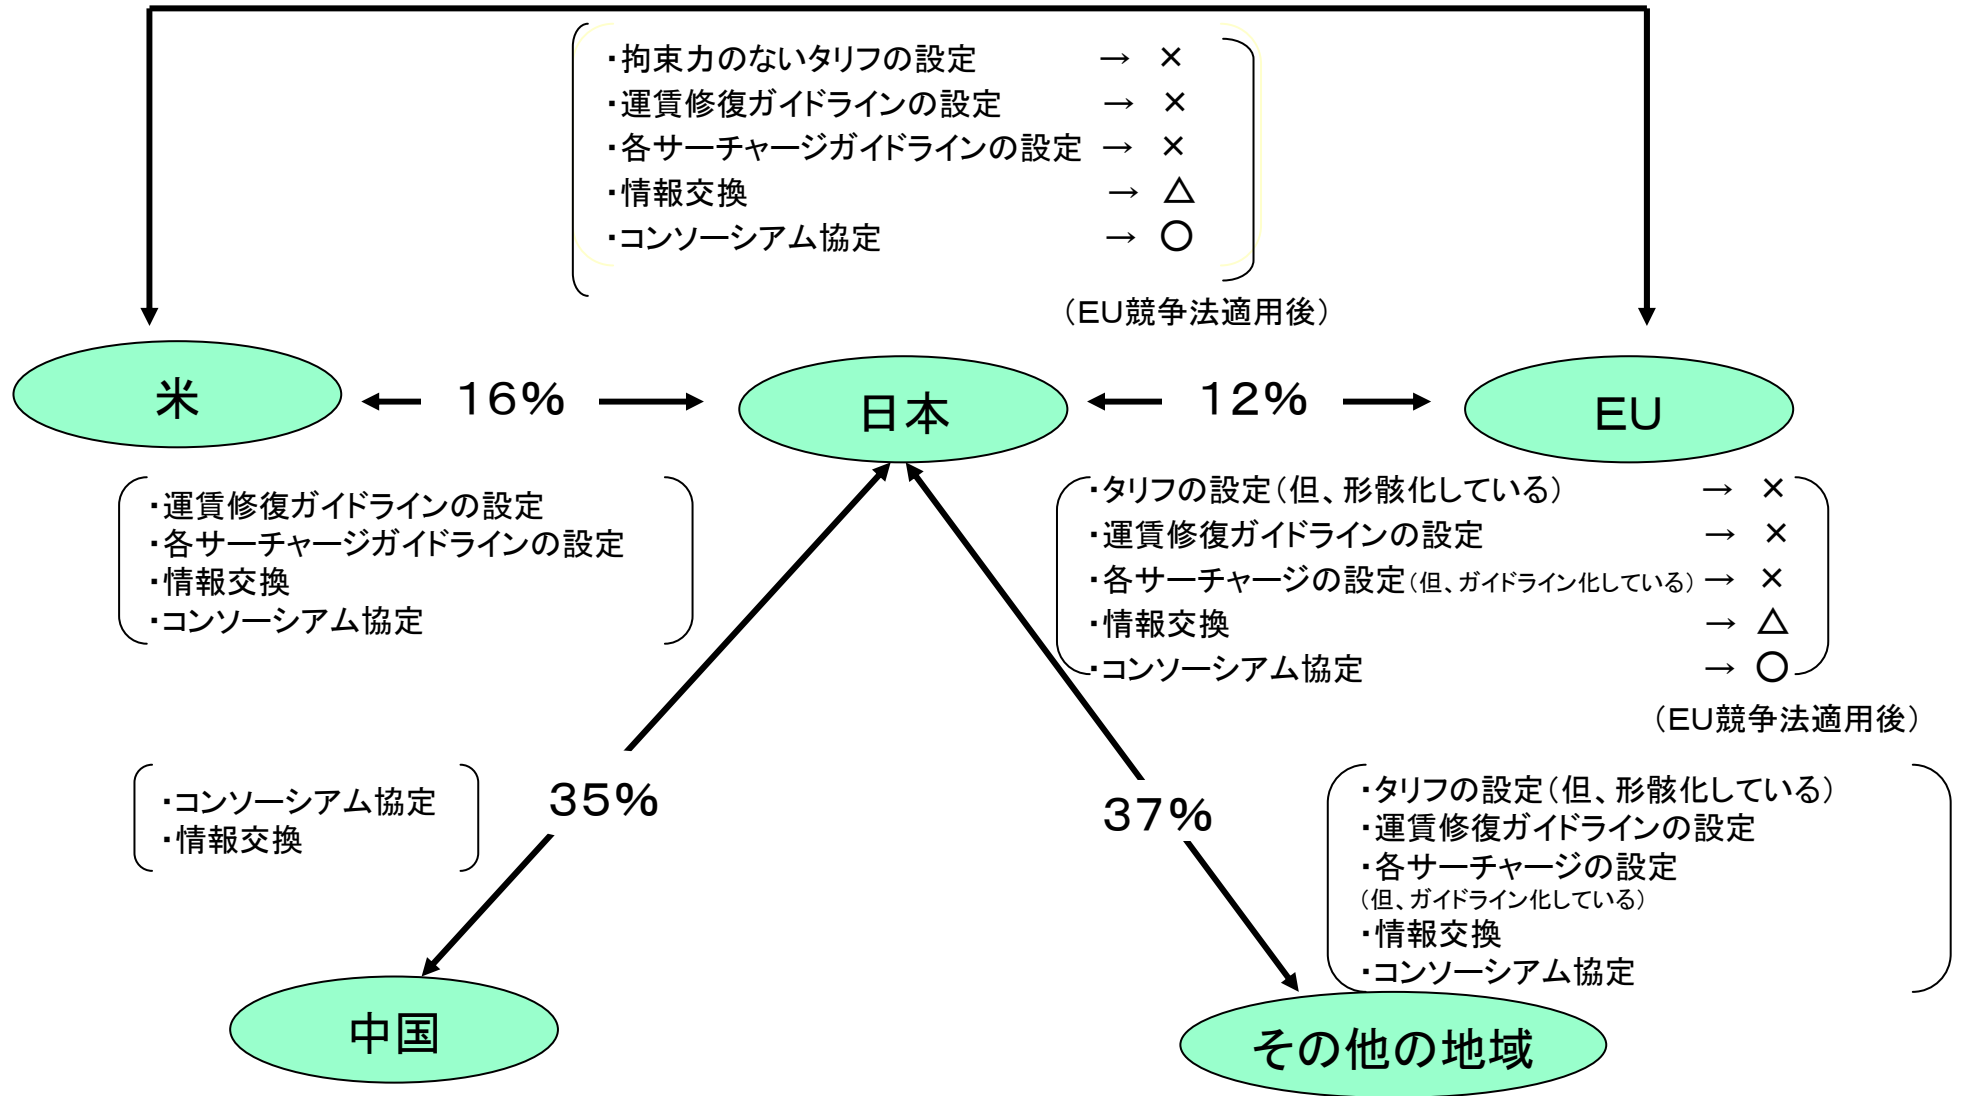 ・拘束力のないタリフの設定 → ×
・運賃修復ガイドラインの設定 → ×
・各サーチャージガイドラインの設定 → ×
・情報交換 → △
・コンソーシアム協定 → ○
（EU競争法適用後）
米
16%
日本
12%
EU
・運賃修復ガイドラインの設定
・各サーチャージガイドラインの設定
・情報交換
・コンソーシアム協定
・タリフの設定（但、形骸化している） → ×
・運賃修復ガイドラインの設定 → ×
・各サーチャージの設定（但、ガイドライン化している） → ×
・情報交換 → △
・コンソーシアム協定 → ○
（EU競争法適用後）
・コンソーシアム協定
・情報交換
35%
37%
・タリフの設定（但、形骸化している）
・運賃修復ガイドラインの設定
・各サーチャージの設定
（但、ガイドライン化している）
・情報交換
・コンソーシアム協定
中国
その他の地域